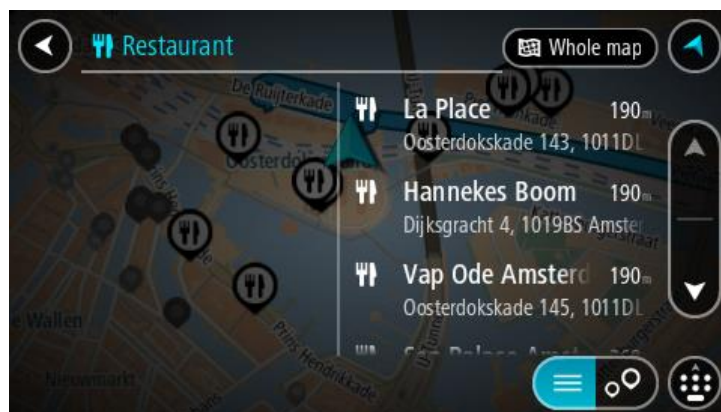 Restaurant
Whole map
De Ruijterkade
La Place 190m
Oosterdokskade 143, 1011DL
Hannekes Boom 190m
Dijksgracht 4, 1019BS Amster
Vap Ode Amsterd 190m
Oosterdokskade 145, 1011DL
Prins Hendrikkade
Nieuwmarkt
e Wallen